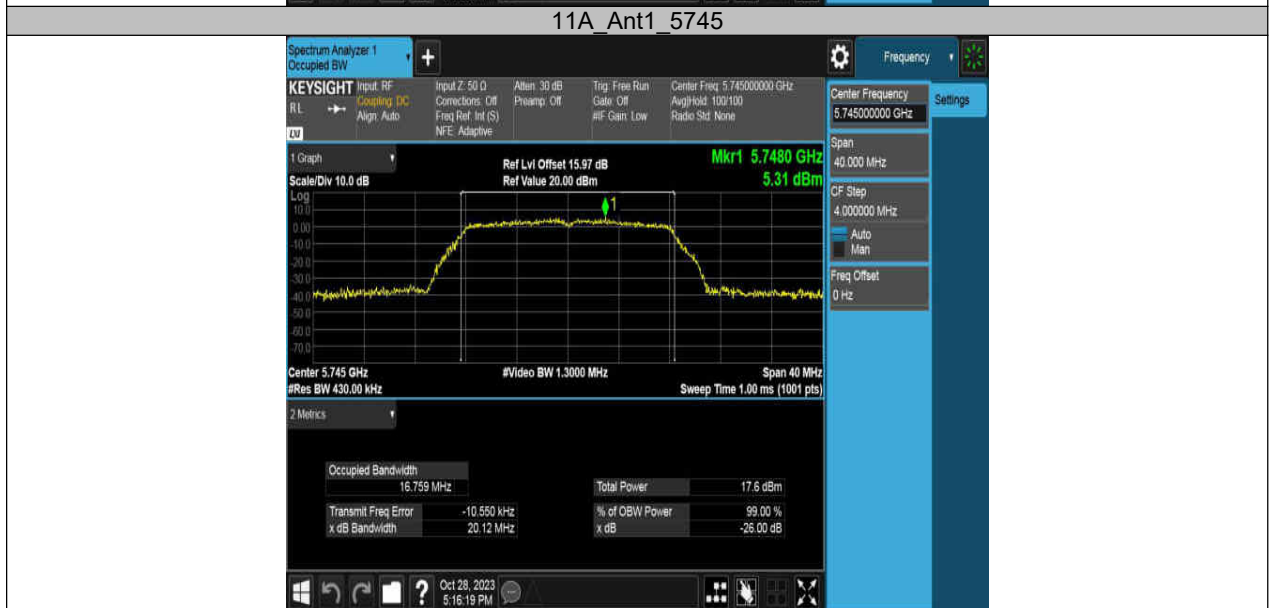 11A_Ant1_5745
Spectrum Analyzer 1
Occupied BW
+
Frequency
KEYSIGHT
RL
Input: RF
Coupling: DC
Align: Auto
Input Z: 50 Ω
Corrections: Off
Freq Ref: Int (S)
NFE: Adaptive
Atten: 30 dB
Preamp: Off
Trig: Free Run
Gate: Off
#IF Gain: Low
Center Freq: 5.745000000 GHz
Avg|Hold: 100/100
Radio Std: None
Center Frequency
5.745000000 GHz
Settings
Span
40.000 MHz
CF Step
4.000000 MHz
Auto
Man
Freq Offset
0 Hz
1 Graph
Scale/Div 10.0 dB
Ref Lvl Offset 15.97 dB
Ref Value 20.00 dBm
Mkr1 5.7480 GHz
5.31 dBm
Log
10.0
0.00
-10.0
-20.0
-30.0
-40.0
-50.0
-60.0
-70.0
1
Center 5.745 GHz
#Video BW 1.3000 MHz
Span 40 MHz
#Res BW 430.00 kHz
Sweep Time 1.00 ms (1001 pts)
2 Metrics
Occupied Bandwidth
16.759 MHz
Total Power 17.6 dBm
Transmit Freq Error -10.550 kHz
% of OBW Power 99.00 %
x dB Bandwidth 20.12 MHz
x dB -26.00 dB
?
Oct 28, 2023
5:16:19 PM